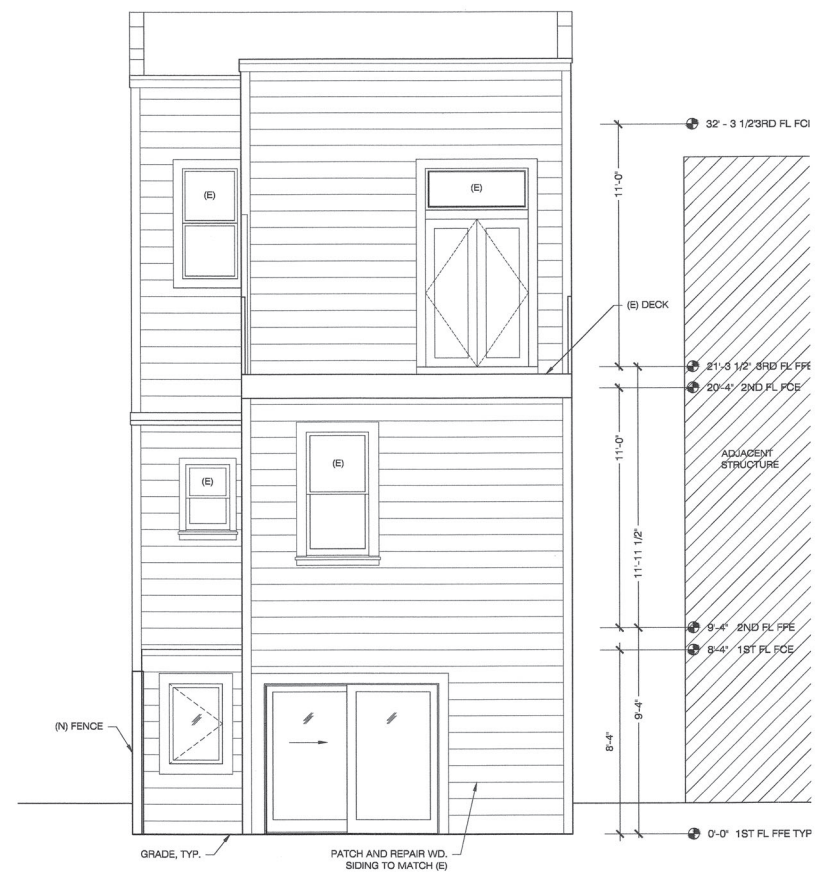 32' - 3 1/2" 3RD FL FCI
11'-0"
(E)
(E)
(E) DECK
21'-3 1/2" 3RD FL FFE
20'-4" 2ND FL FCE
11'-0"
ADJACENT
STRUCTURE
(E)
(E)
11'-11 1/2"
9'-4" 2ND FL FFE
8'-4" 1ST FL FCE
(N) FENCE
9'-4"
8'-4"
0'-0" 1ST FL FFE TYP
GRADE, TYP.
PATCH AND REPAIR WD.
SIDING TO MATCH (E)